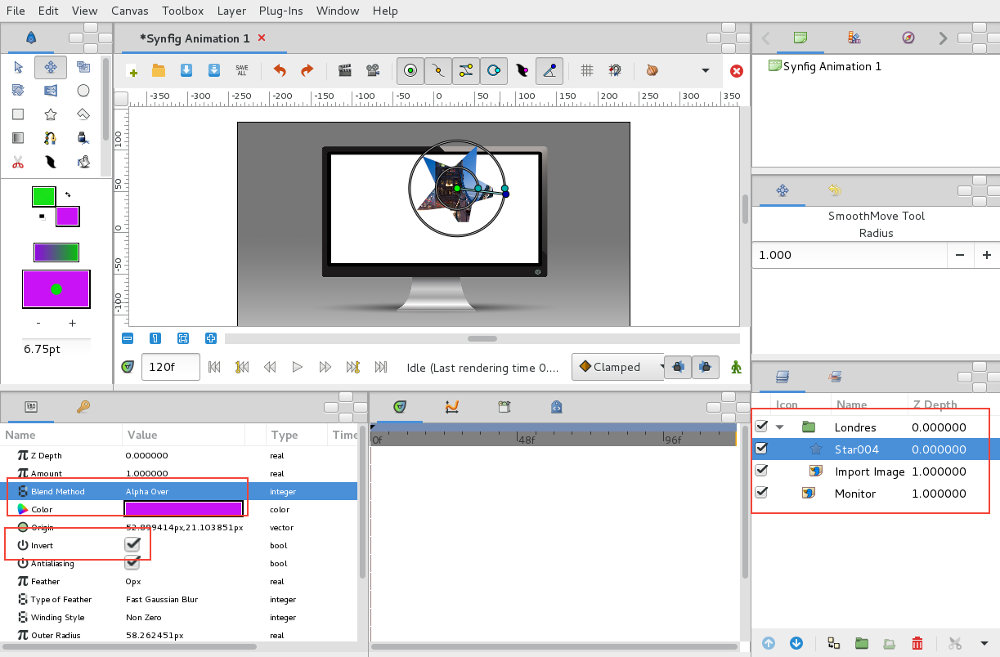 File Edit View Canvas Toolbox Layer Plug-Ins Window Help
*Synfig Animation 1
SAVE ALL
-350 -300 -250 -200 -150 -100 -50 0 50 100 150 200 250 300 350
100
50
0
-50
-100
- +
6.75pt
120f
Idle (Last rendering time 0....
Clamped
Synfig Animation 1
SmoothMove Tool
Radius
1.000
- +
Name Value Type Time
Z Depth 0.000000 real
Amount 1.000000 real
Blend Method Alpha Over integer
Color color
Origin 52.899414px,21.103851px vector
Invert bool
Antialiasing bool
Feather 0px real
Type of Feather Fast Gaussian Blur integer
Winding Style Non Zero integer
Outer Radius 58.262451px real
0f 48f 96f
Icon Name Z Depth
Londres 0.000000
Star004 0.000000
Import Image 1.000000
Monitor 1.000000